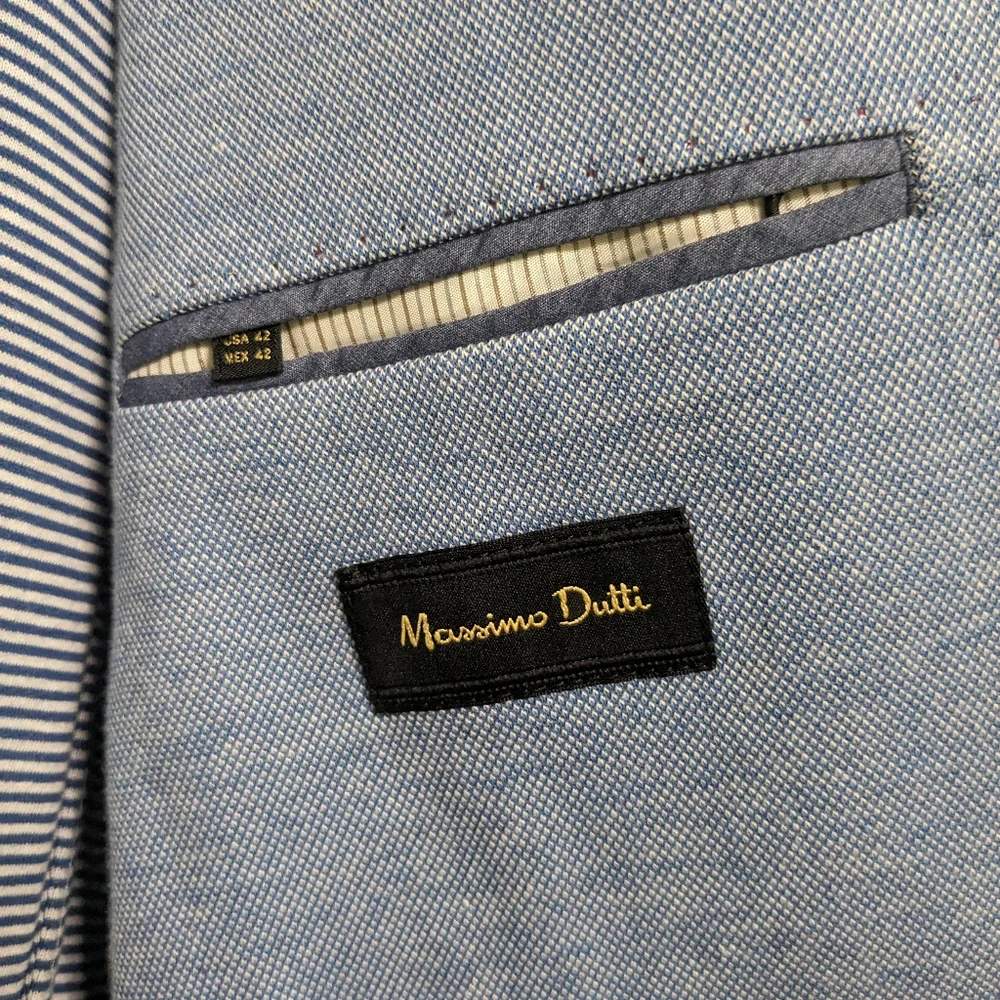 USA 42
MEX 42
Massimo Dutti